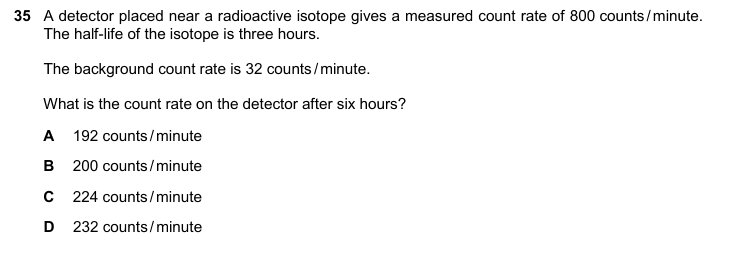 35 A detector placed near a radioactive isotope gives a measured count rate of 800 counts/minute.
The half-life of the isotope is three hours.
The background count rate is 32 counts/minute.
What is the count rate on the detector after six hours?
A 192 counts/minute
B 200 counts/minute
C 224 counts/minute
D 232 counts/minute